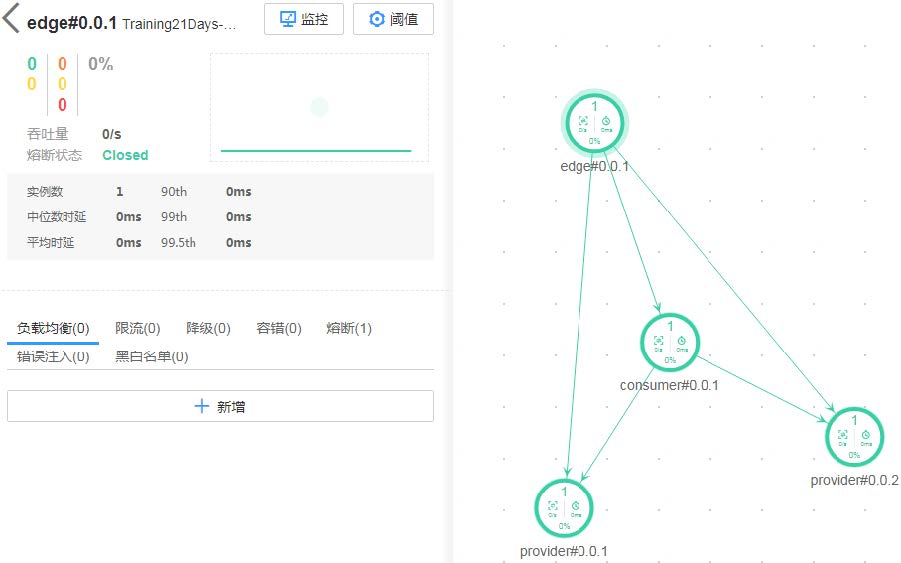 edge#0.0.1 Training21Days-... 监控 阈值
0 0 0%
0 0
0
吞吐量 0/s
熔断状态 Closed
实例数 1 90th 0ms
中位数时延 0ms 99th 0ms
平均时延 0ms 99.5th 0ms
负载均衡(0) 限流(0) 降级(0) 容错(0) 熔断(1)
错误注入(0) 黑白名单(0)
新增
1
0/s 0ms
0%
edge#0.0.1
1
0/s 0ms
0%
consumer#0.0.1
1
0/s 0ms
0%
provider#0.0.2
1
0/s 0ms
0%
provider#0.0.1